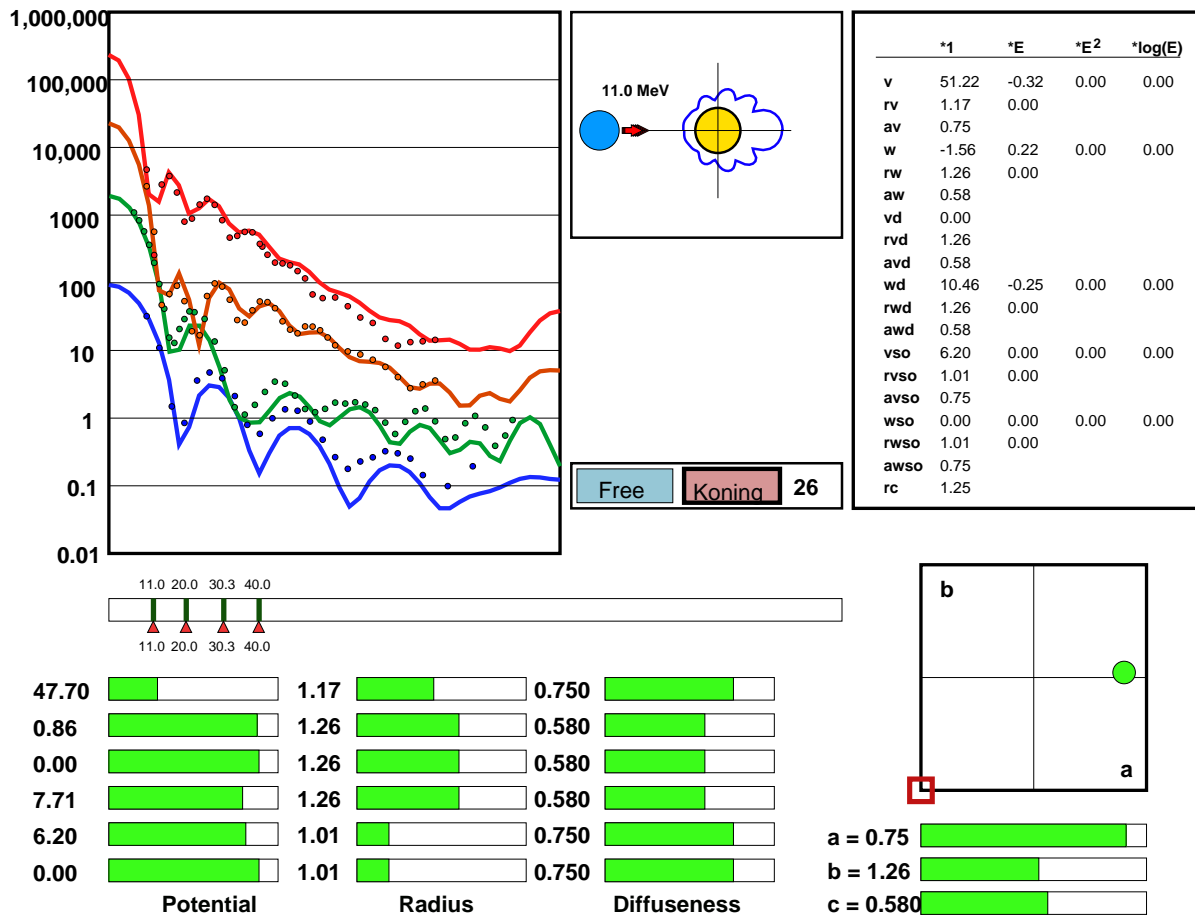 1,000,000
100,000
10,000
1000
100
10
1
0.1
0.01
11.0 MeV
Free Koning 26
*1 *E *E2 *log(E)
v 51.22 -0.32 0.00 0.00
rv 1.17 0.00
av 0.75
w -1.56 0.22 0.00 0.00
rw 1.26 0.00
aw 0.58
vd 0.00
rvd 1.26
avd 0.58
wd 10.46 -0.25 0.00 0.00
rwd 1.26 0.00
awd 0.58
vso 6.20 0.00 0.00 0.00
rvso 1.01 0.00
avso 0.75
wso 0.00 0.00 0.00 0.00
rwso 1.01 0.00
awso 0.75
rc 1.25
11.0 20.0 30.3 40.0
11.0 20.0 30.3 40.0
47.70 1.17 0.750
0.86 1.26 0.580
0.00 1.26 0.580
7.71 1.26 0.580
6.20 1.01 0.750
0.00 1.01 0.750
Potential Radius Diffuseness
b
a
a = 0.75
b = 1.26
c = 0.580